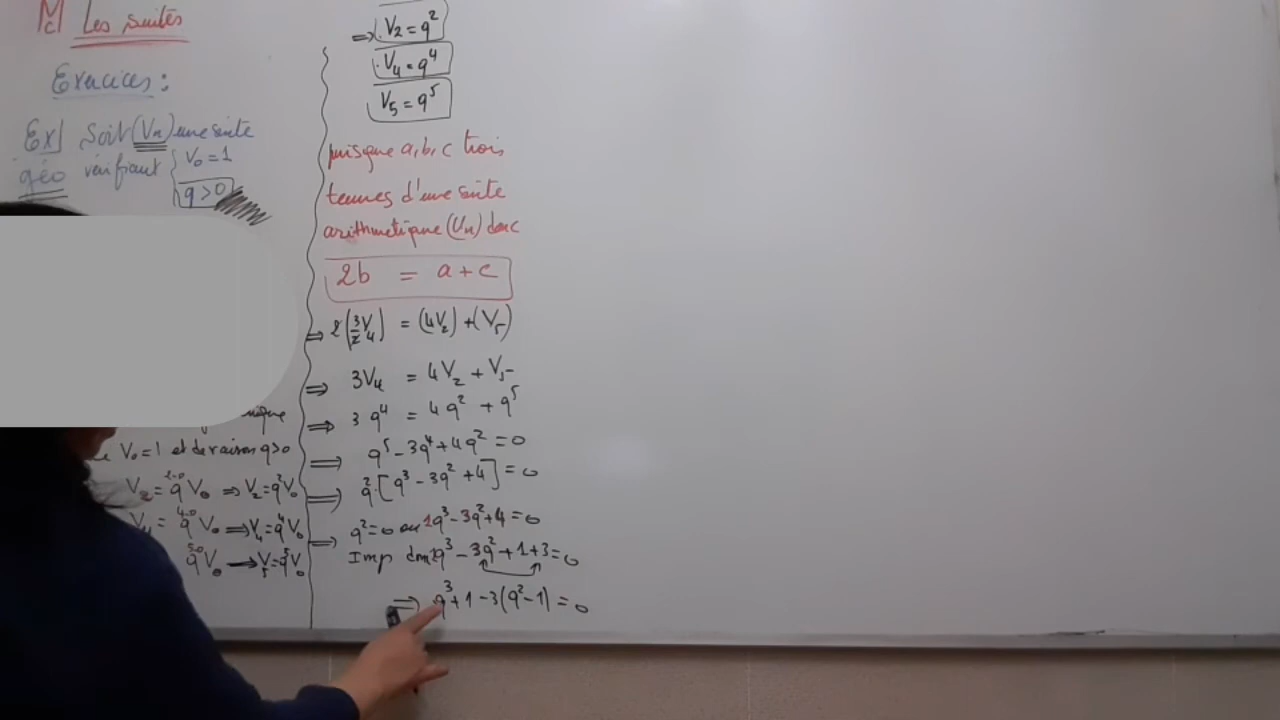 Mc Les suites
Exercices:
Ex1 Soit (Vn) une suite
géo vérifiant { V₀ = 1
q > 0
V₀ = 1 et de raison q > 0
V₂ = q²⁻⁰ V₀ ⇒ V₂ = q² V₀
V₄ = q⁴⁻⁰ V₀ ⇒ V₄ = q⁴ V₀
q⁵⁻⁰ V₀ → V₅ = q⁵ V₀
⇒ V₂ = q²
V₄ = q⁴
V₅ = q⁵
puisque a, b, c trois
termes d'une suite
arithmetique (Un) donc
2b = a + c
⇒ 2(3/2 V₄) = (4V₂) + (V₅)
⇒ 3V₄ = 4V₂ + V₅
⇒ 3q⁴ = 4q² + q⁵
⇒ q⁵ - 3q⁴ + 4q² = 0
⇒ q².[q³ - 3q² + 4] = 0
⇒ q² = 0 ou 1q³ - 3q² + 4 = 0
Imp donc q³ - 3q² + 1 + 3 = 0
⇒ q³ + 1 - 3(q² - 1) = 0